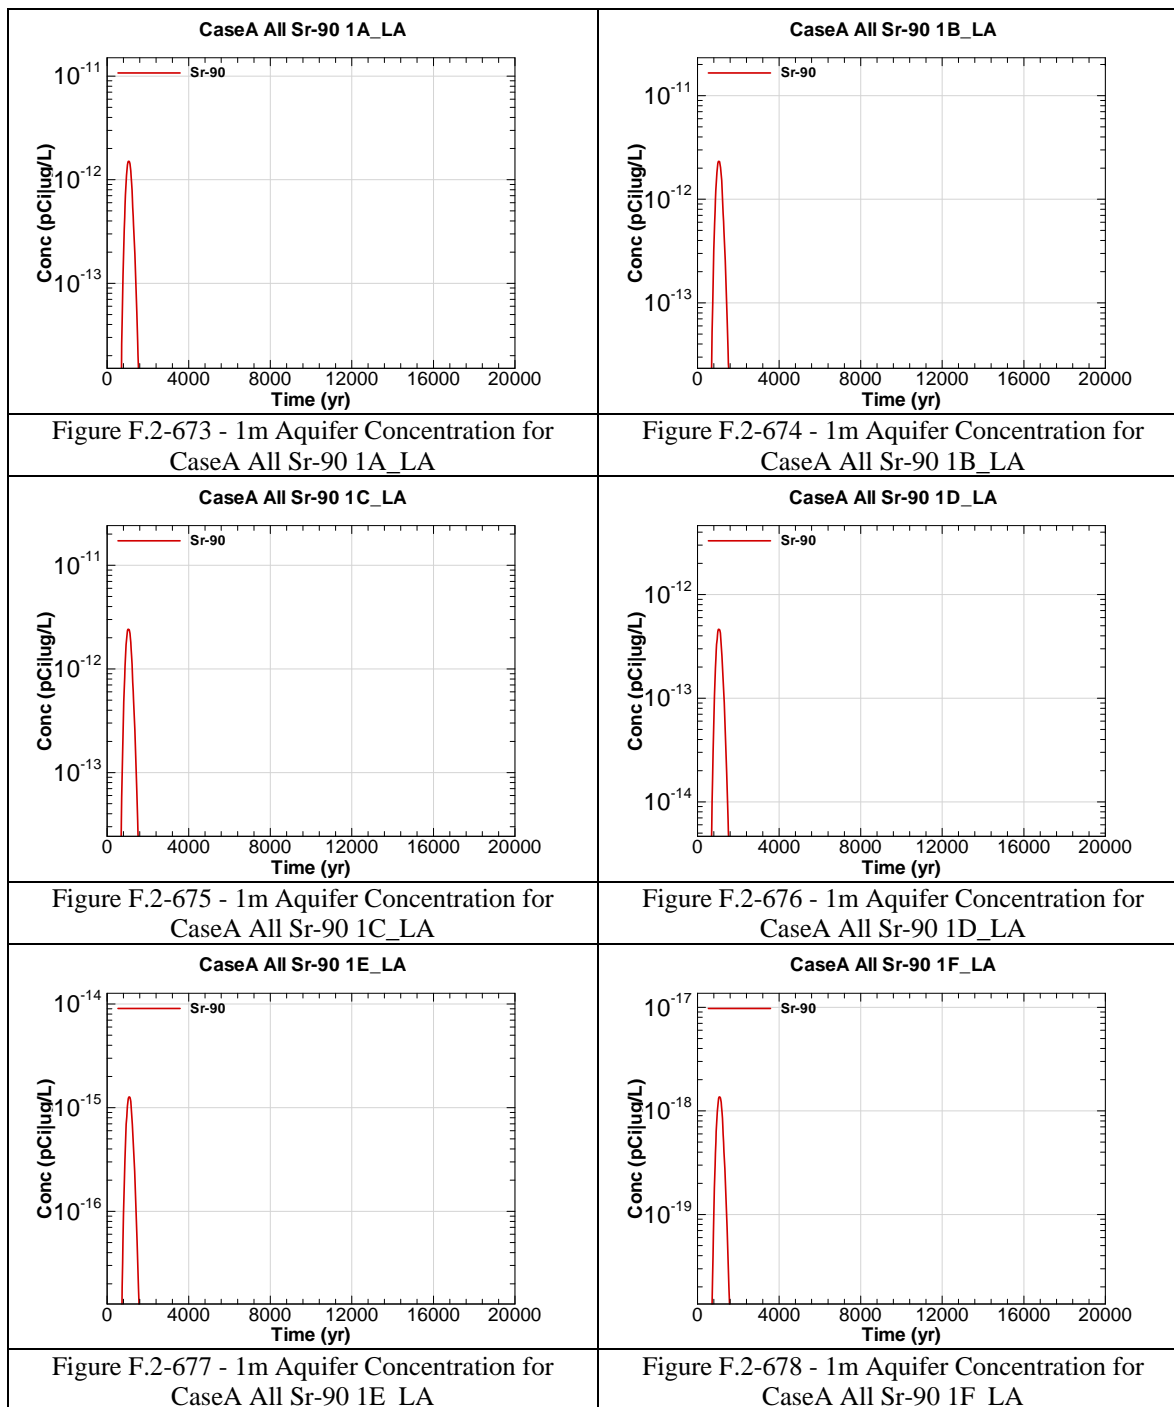 CaseA All Sr-90 1A_LA
Sr-90
10-11
10-12
10-13
Conc (pCi|ug/L)
0 4000 8000 12000 16000 20000
Time (yr)
Figure F.2-673 - 1m Aquifer Concentration for
CaseA All Sr-90 1A_LA
CaseA All Sr-90 1B_LA
Sr-90
10-11
10-12
10-13
Conc (pCi|ug/L)
0 4000 8000 12000 16000 20000
Time (yr)
Figure F.2-674 - 1m Aquifer Concentration for
CaseA All Sr-90 1B_LA
CaseA All Sr-90 1C_LA
Sr-90
10-11
10-12
10-13
Conc (pCi|ug/L)
0 4000 8000 12000 16000 20000
Time (yr)
Figure F.2-675 - 1m Aquifer Concentration for
CaseA All Sr-90 1C_LA
CaseA All Sr-90 1D_LA
Sr-90
10-12
10-13
10-14
Conc (pCi|ug/L)
0 4000 8000 12000 16000 20000
Time (yr)
Figure F.2-676 - 1m Aquifer Concentration for
CaseA All Sr-90 1D_LA
CaseA All Sr-90 1E_LA
Sr-90
10-14
10-15
10-16
Conc (pCi|ug/L)
0 4000 8000 12000 16000 20000
Time (yr)
Figure F.2-677 - 1m Aquifer Concentration for
CaseA All Sr-90 1E_LA
CaseA All Sr-90 1F_LA
Sr-90
10-17
10-18
10-19
Conc (pCi|ug/L)
0 4000 8000 12000 16000 20000
Time (yr)
Figure F.2-678 - 1m Aquifer Concentration for
CaseA All Sr-90 1F_LA